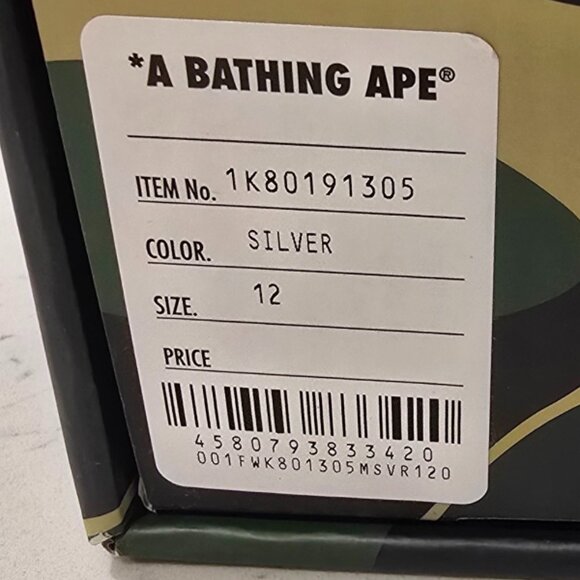 *A BATHING APE®
ITEM No. 1K80191305
COLOR. SILVER
SIZE. 12
PRICE
4580793833420
001FWK801305MSVR120